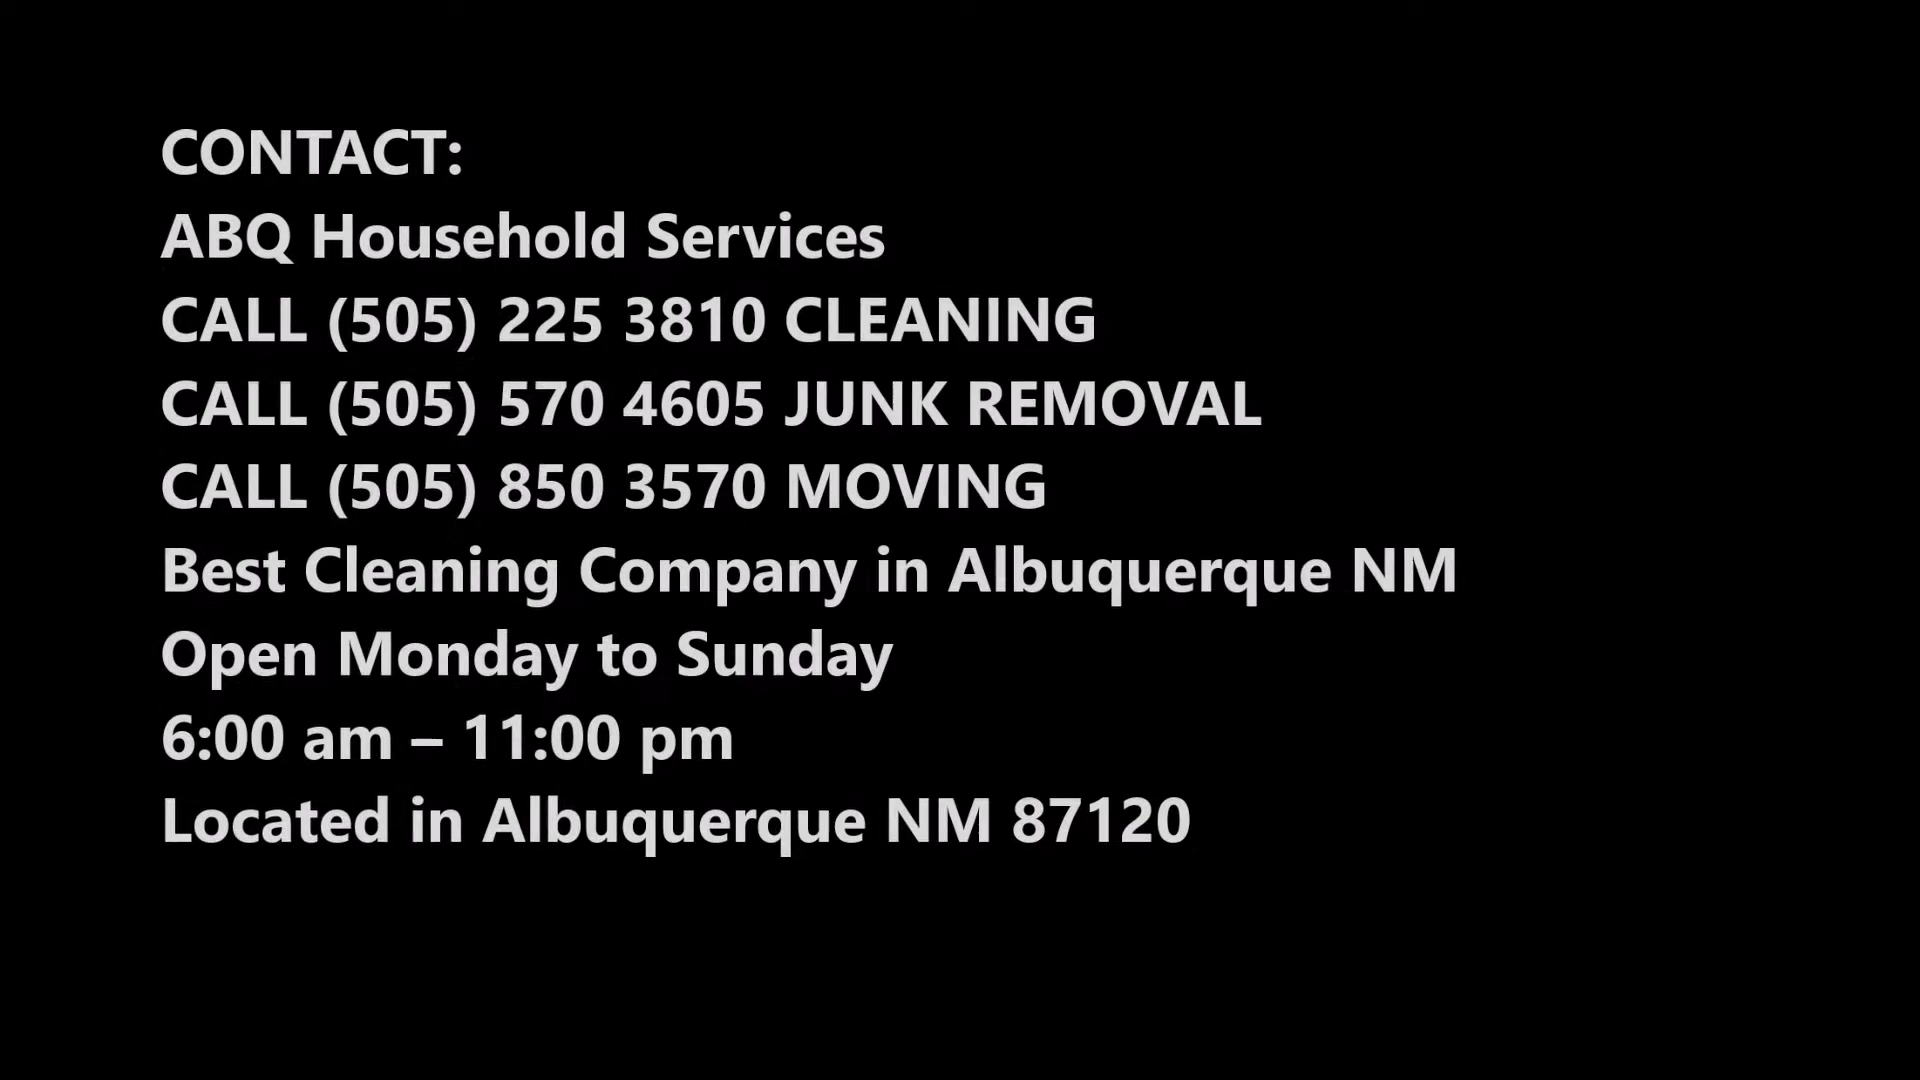 CONTACT:
ABQ Household Services
CALL (505) 225 3810 CLEANING
CALL (505) 570 4605 JUNK REMOVAL
CALL (505) 850 3570 MOVING
Best Cleaning Company in Albuquerque NM
Open Monday to Sunday
6:00 am – 11:00 pm
Located in Albuquerque NM 87120